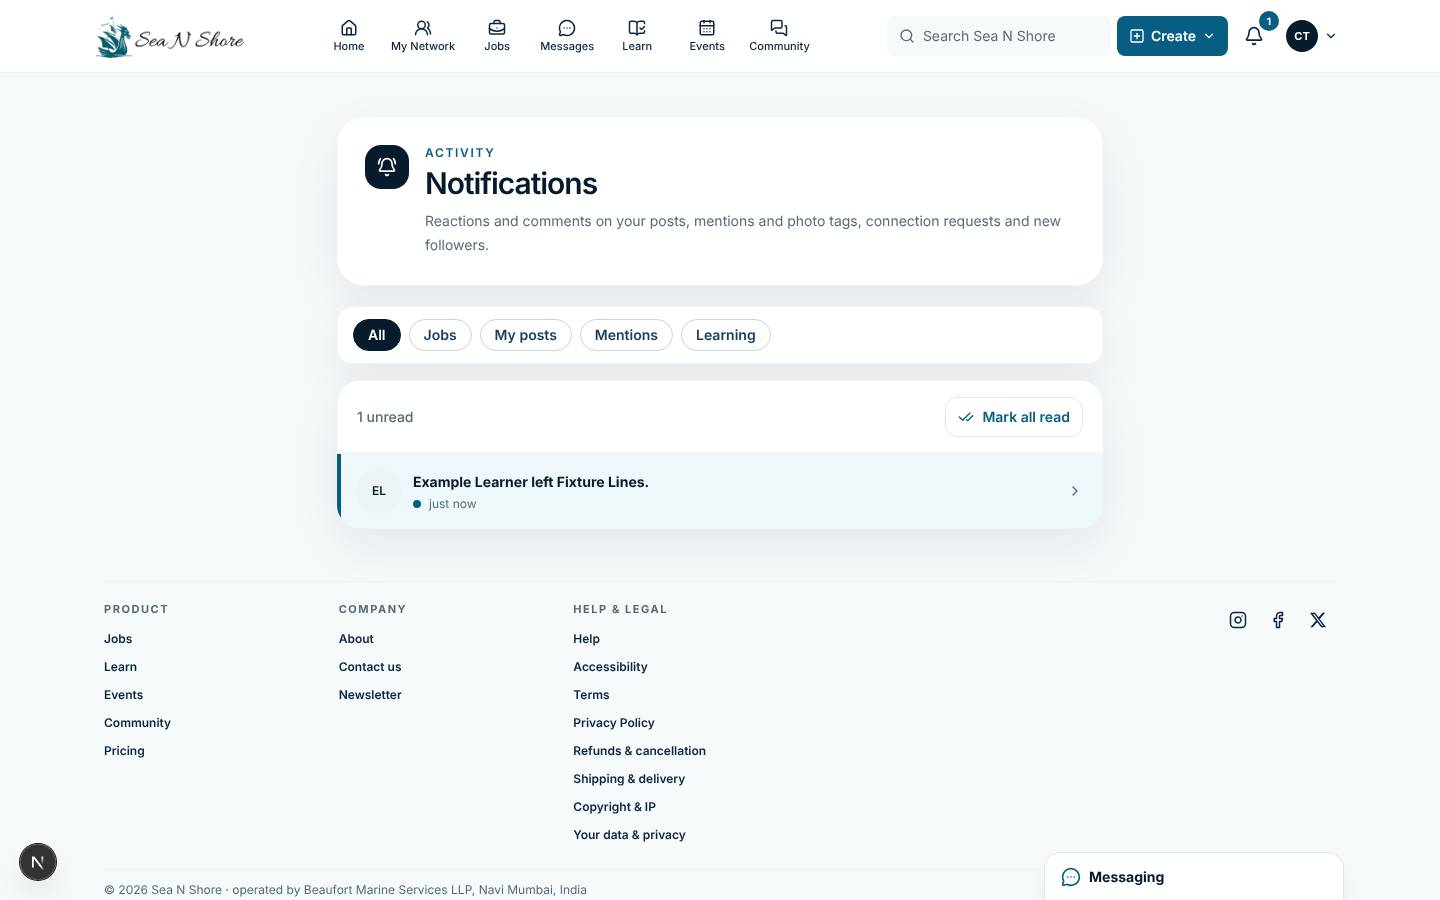 Sea N Shore
Home
My Network
Jobs
Messages
Learn
Events
Community
Search Sea N Shore
Create
1
CT
ACTIVITY
Notifications
Reactions and comments on your posts, mentions and photo tags, connection requests and new
followers.
All
Jobs
My posts
Mentions
Learning
1 unread
Mark all read
EL
Example Learner left Fixture Lines.
just now
PRODUCT
Jobs
Learn
Events
Community
Pricing
COMPANY
About
Contact us
Newsletter
HELP & LEGAL
Help
Accessibility
Terms
Privacy Policy
Refunds & cancellation
Shipping & delivery
Copyright & IP
Your data & privacy
N
© 2026 Sea N Shore · operated by Beaufort Marine Services LLP, Navi Mumbai, India
Messaging